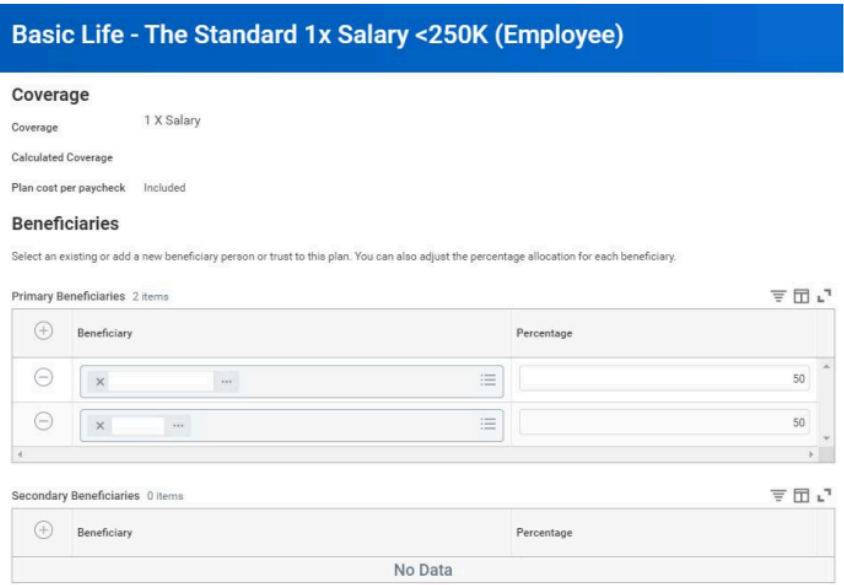 Basic Life - The Standard 1x Salary <250K (Employee)
Coverage
Coverage 1 X Salary
Calculated Coverage
Plan cost per paycheck Included
Beneficiaries
Select an existing or add a new beneficiary person or trust to this plan. You can also adjust the percentage allocation for each beneficiary.
Primary Beneficiaries 2 items
Beneficiary Percentage
50
50
Secondary Beneficiaries 0 items
Beneficiary Percentage
No Data